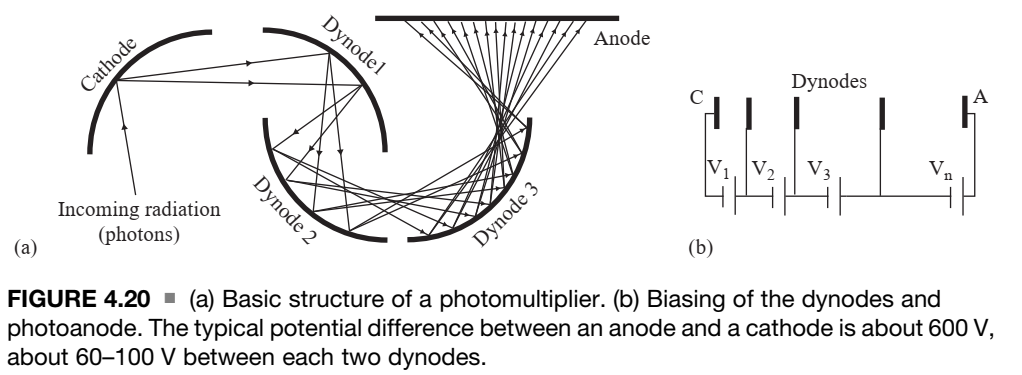 Cathode
Dynode1
Anode
Dynode 2
Dynode 3
Incoming radiation
(photons)
(a)
Dynodes
C
A
V1
V2
V3
Vn
(b)
FIGURE 4.20 ■ (a) Basic structure of a photomultiplier. (b) Biasing of the dynodes and
photoanode. The typical potential difference between an anode and a cathode is about 600 V,
about 60–100 V between each two dynodes.